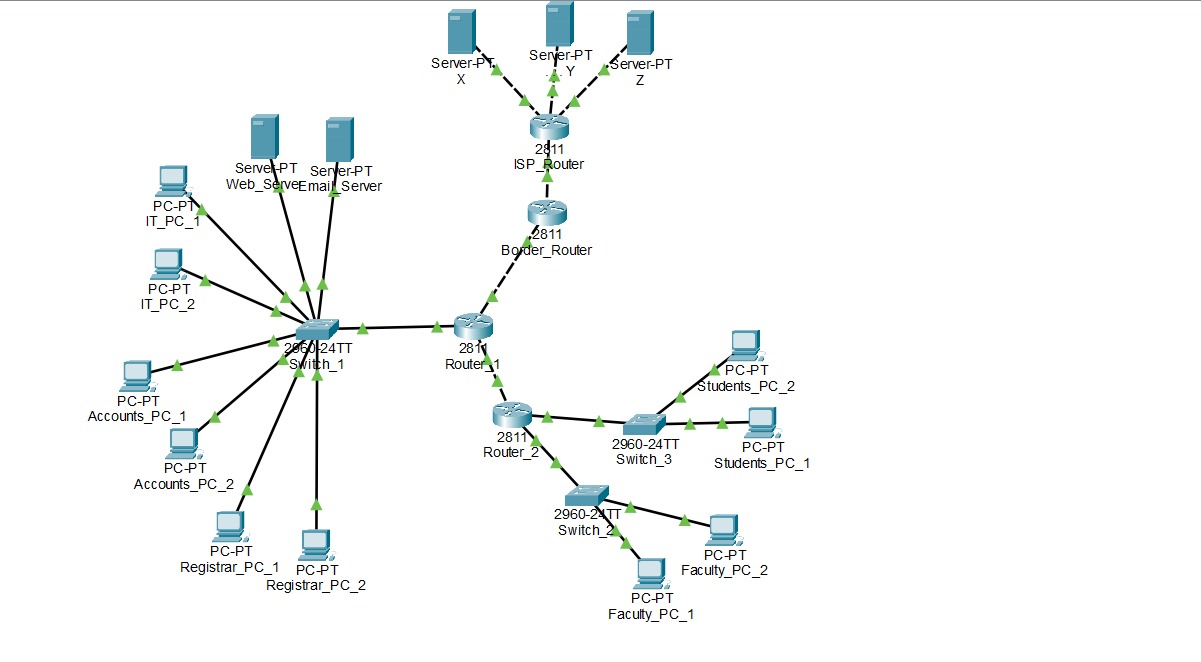 Server-PT
X
Server-PT
Y
Server-PT
Z
2811
ISP_Router
Server-PT
Web_Serve
Server-PT
Email_Server
PC-PT
IT_PC_1
2811
Border_Router
PC-PT
IT_PC_2
2960-24TT
Switch_1
2811
Router_1
PC-PT
Students_PC_2
PC-PT
Accounts_PC_1
2811
Router_2
2960-24TT
Switch_3
PC-PT
Students_PC_1
PC-PT
Accounts_PC_2
2960-24TT
Switch_2
PC-PT
Registrar_PC_1
PC-PT
Registrar_PC_2
PC-PT
Faculty_PC_2
PC-PT
Faculty_PC_1